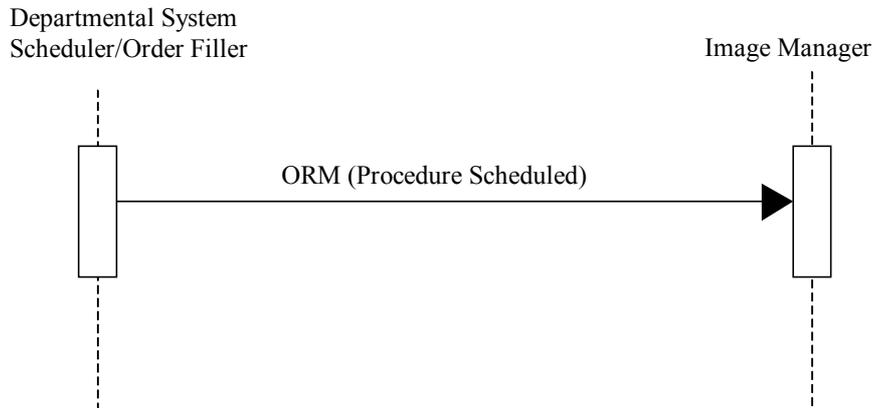 Departmental System
Scheduler/Order Filler
Image Manager
ORM (Procedure Scheduled)